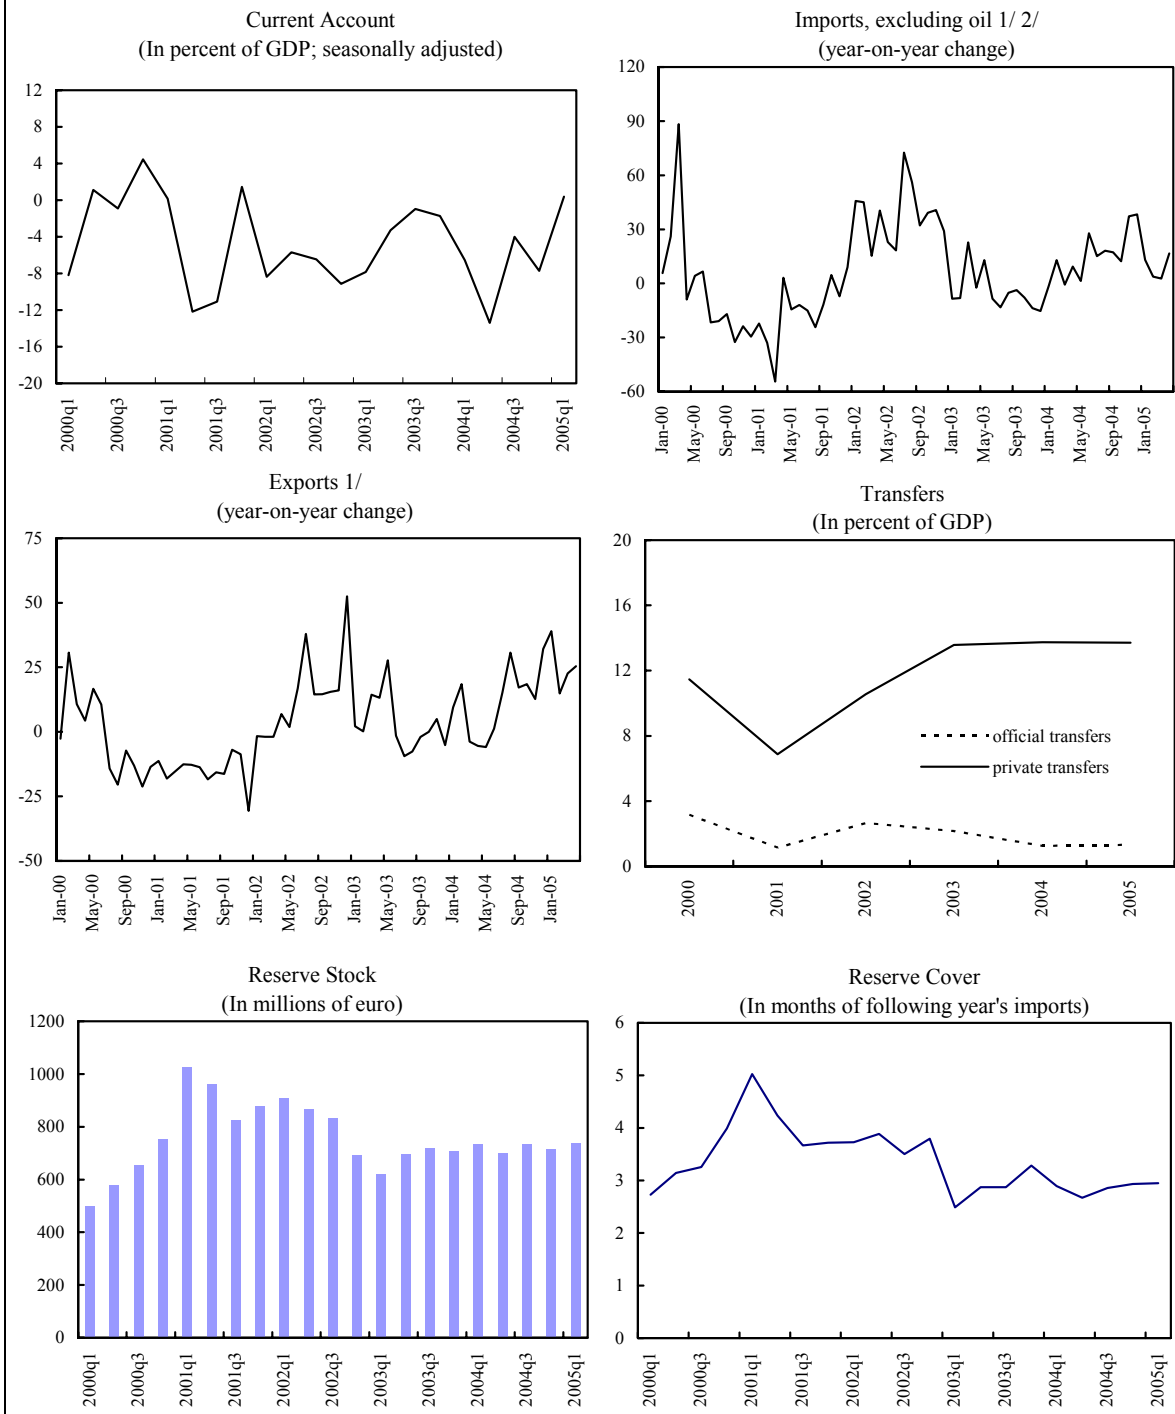 Current Account
(In percent of GDP; seasonally adjusted)
12
8
4
0
-4
-8
-12
-16
-20
2000q1
2000q3
2001q1
2001q3
2002q1
2002q3
2003q1
2003q3
2004q1
2004q3
2005q1
Imports, excluding oil 1/ 2/
(year-on-year change)
120
90
60
30
0
-30
-60
Jan-00
May-00
Sep-00
Jan-01
May-01
Sep-01
Jan-02
May-02
Sep-02
Jan-03
May-03
Sep-03
Jan-04
May-04
Sep-04
Jan-05
Exports 1/
(year-on-year change)
75
50
25
0
-25
-50
Jan-00
May-00
Sep-00
Jan-01
May-01
Sep-01
Jan-02
May-02
Sep-02
Jan-03
May-03
Sep-03
Jan-04
May-04
Sep-04
Jan-05
Transfers
(In percent of GDP)
20
16
12
8
4
0
official transfers
private transfers
2000
2001
2002
2003
2004
2005
Reserve Stock
(In millions of euro)
1200
1000
800
600
400
200
0
2000q1
2000q3
2001q1
2001q3
2002q1
2002q3
2003q1
2003q3
2004q1
2004q3
2005q1
Reserve Cover
(In months of following year's imports)
6
5
4
3
2
1
0
2000q1
2000q3
2001q1
2001q3
2002q1
2002q3
2003q1
2003q3
2004q1
2004q3
2005q1